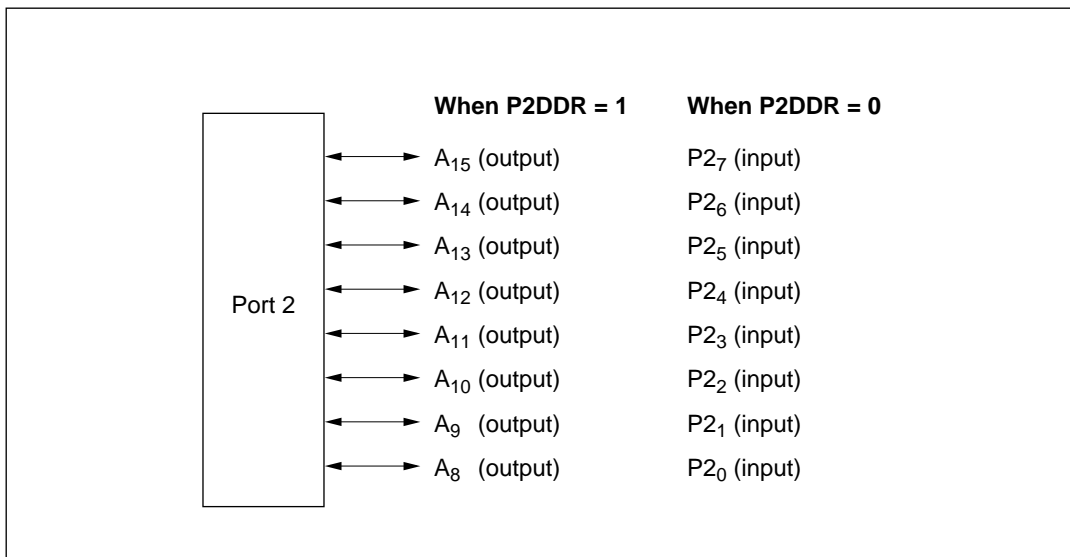 When P2DDR = 1 When P2DDR = 0
A15 (output) P27 (input)
A14 (output) P26 (input)
A13 (output) P25 (input)
A12 (output) P24 (input)
Port 2
A11 (output) P23 (input)
A10 (output) P22 (input)
A9 (output) P21 (input)
A8 (output) P20 (input)